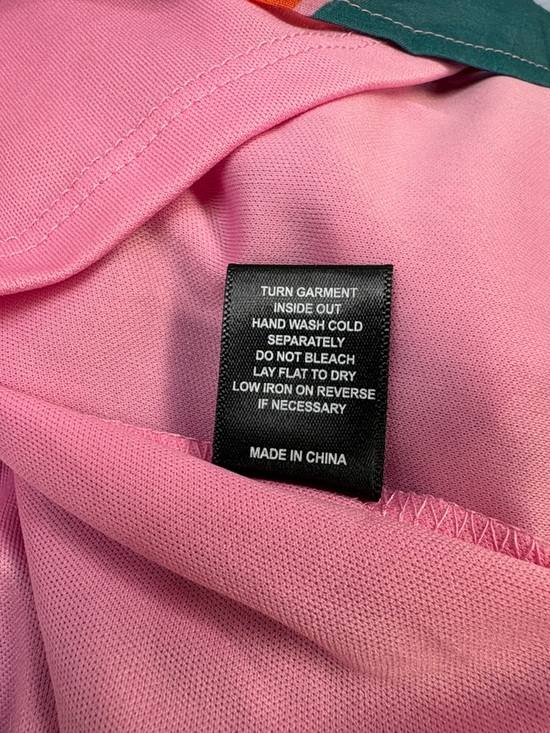 TURN GARMENT
INSIDE OUT
HAND WASH COLD
SEPARATELY
DO NOT BLEACH
LAY FLAT TO DRY
LOW IRON ON REVERSE
IF NECESSARY
MADE IN CHINA